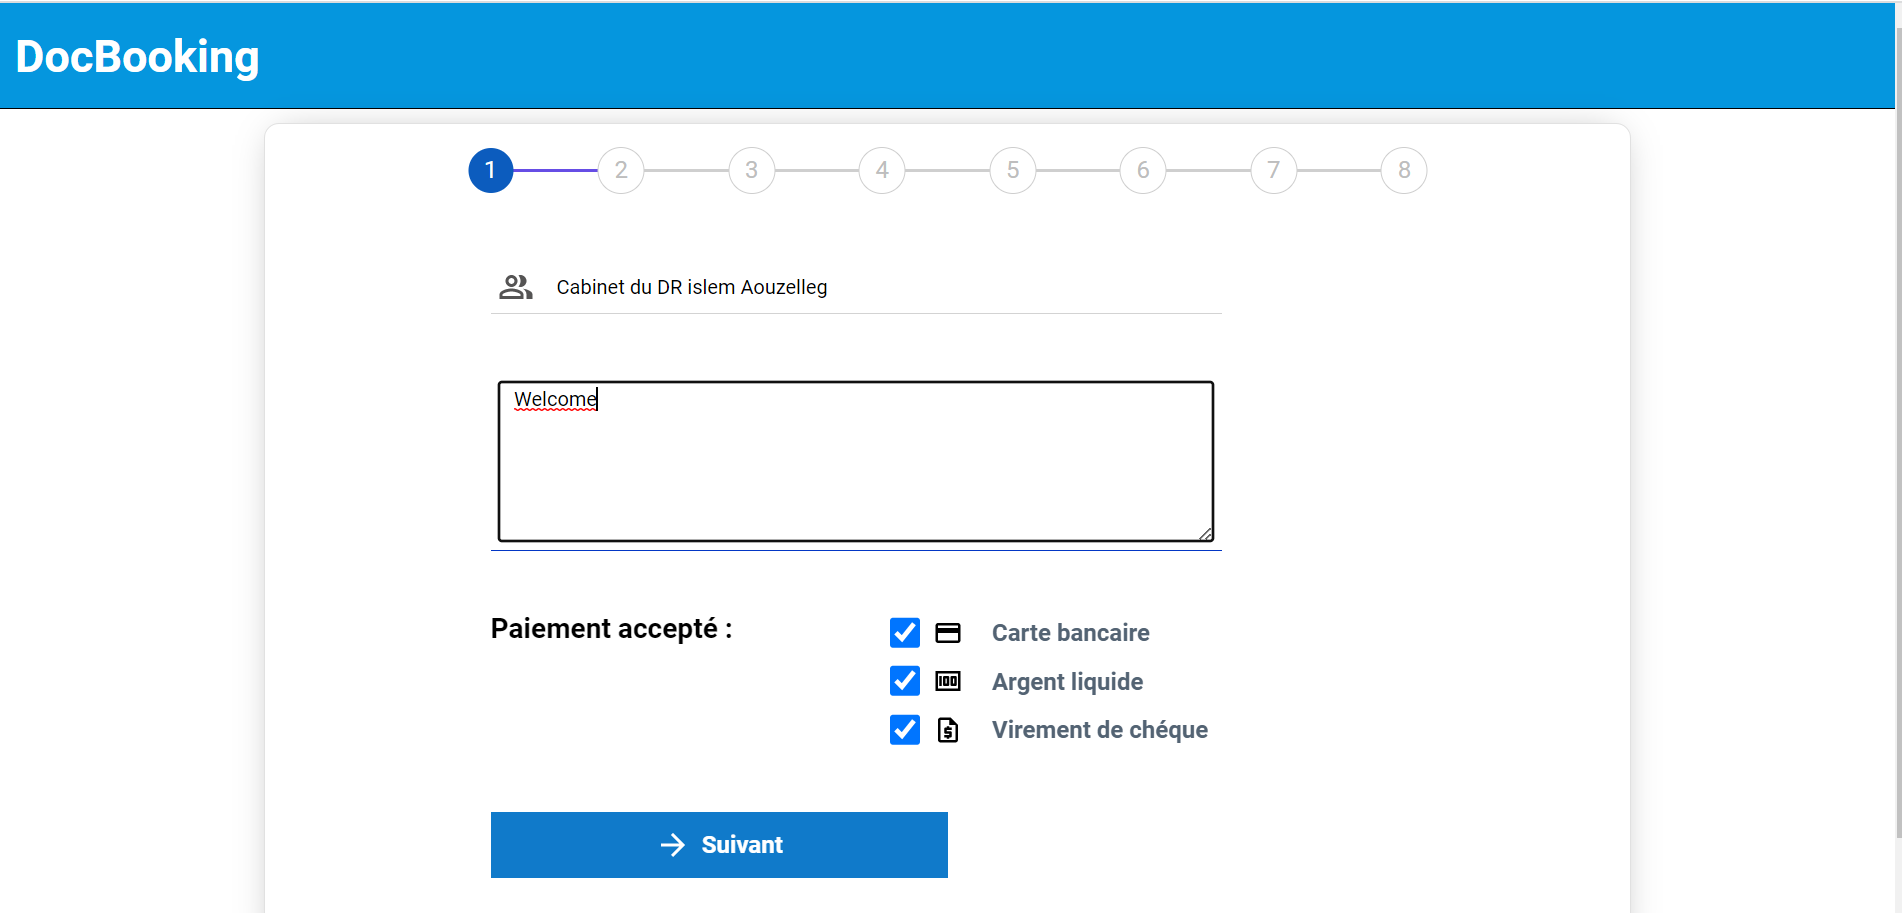 DocBooking
1 2 3 4 5 6 7 8
Cabinet du DR islem Aouzelleg
Welcome
Paiement accepté :
Carte bancaire
100
Argent liquide
$
Virement de chéque
Suivant